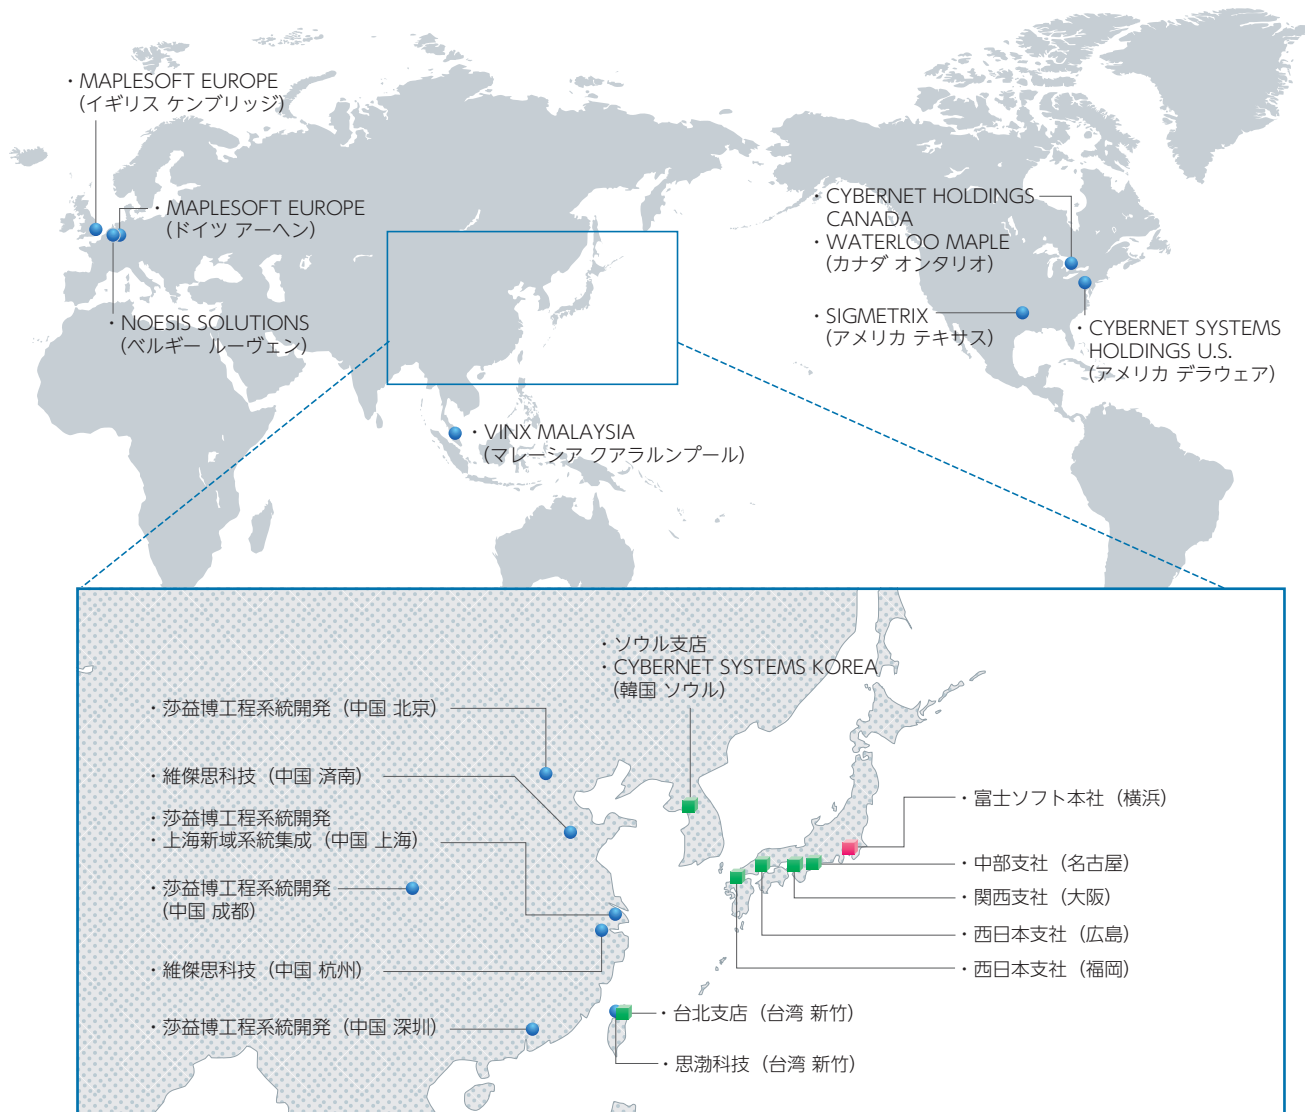 ・MAPLESOFT EUROPE
(イギリス ケンブリッジ)
・MAPLESOFT EUROPE
(ドイツ アーヘン)
・NOESIS SOLUTIONS
(ベルギー ルーヴェン)
・CYBERNET HOLDINGS
CANADA
・WATERLOO MAPLE
(カナダ オンタリオ)
・SIGMETRIX
(アメリカ テキサス)
・CYBERNET SYSTEMS
HOLDINGS U.S.
(アメリカ デラウェア)
・VINX MALAYSIA
(マレーシア クアラルンプール)
・ソウル支店
・CYBERNET SYSTEMS KOREA
(韓国 ソウル)
・莎益博工程系統開発（中国 北京）
・維傑思科技（中国 済南）
・莎益博工程系統開発
・上海新域系統集成（中国 上海）
・莎益博工程系統開発
(中国 成都)
・維傑思科技（中国 杭州）
・莎益博工程系統開発（中国 深圳）
・富士ソフト本社（横浜）
・中部支社（名古屋）
・関西支社（大阪）
・西日本支社（広島）
・西日本支社（福岡）
・台北支店（台湾 新竹）
・思渤科技（台湾 新竹）